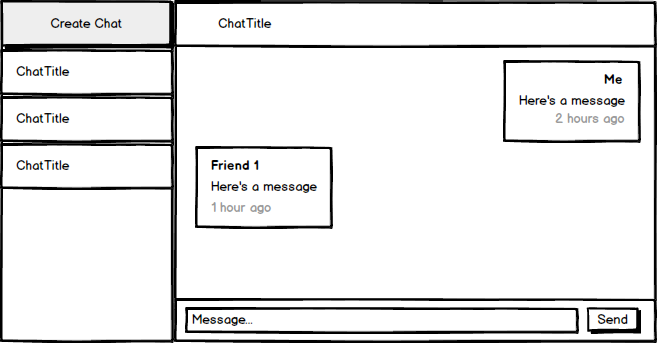 Create Chat
ChatTitle
ChatTitle
ChatTitle
ChatTitle
Me
Here's a message
2 hours ago
Friend 1
Here's a message
1 hour ago
Message...
Send